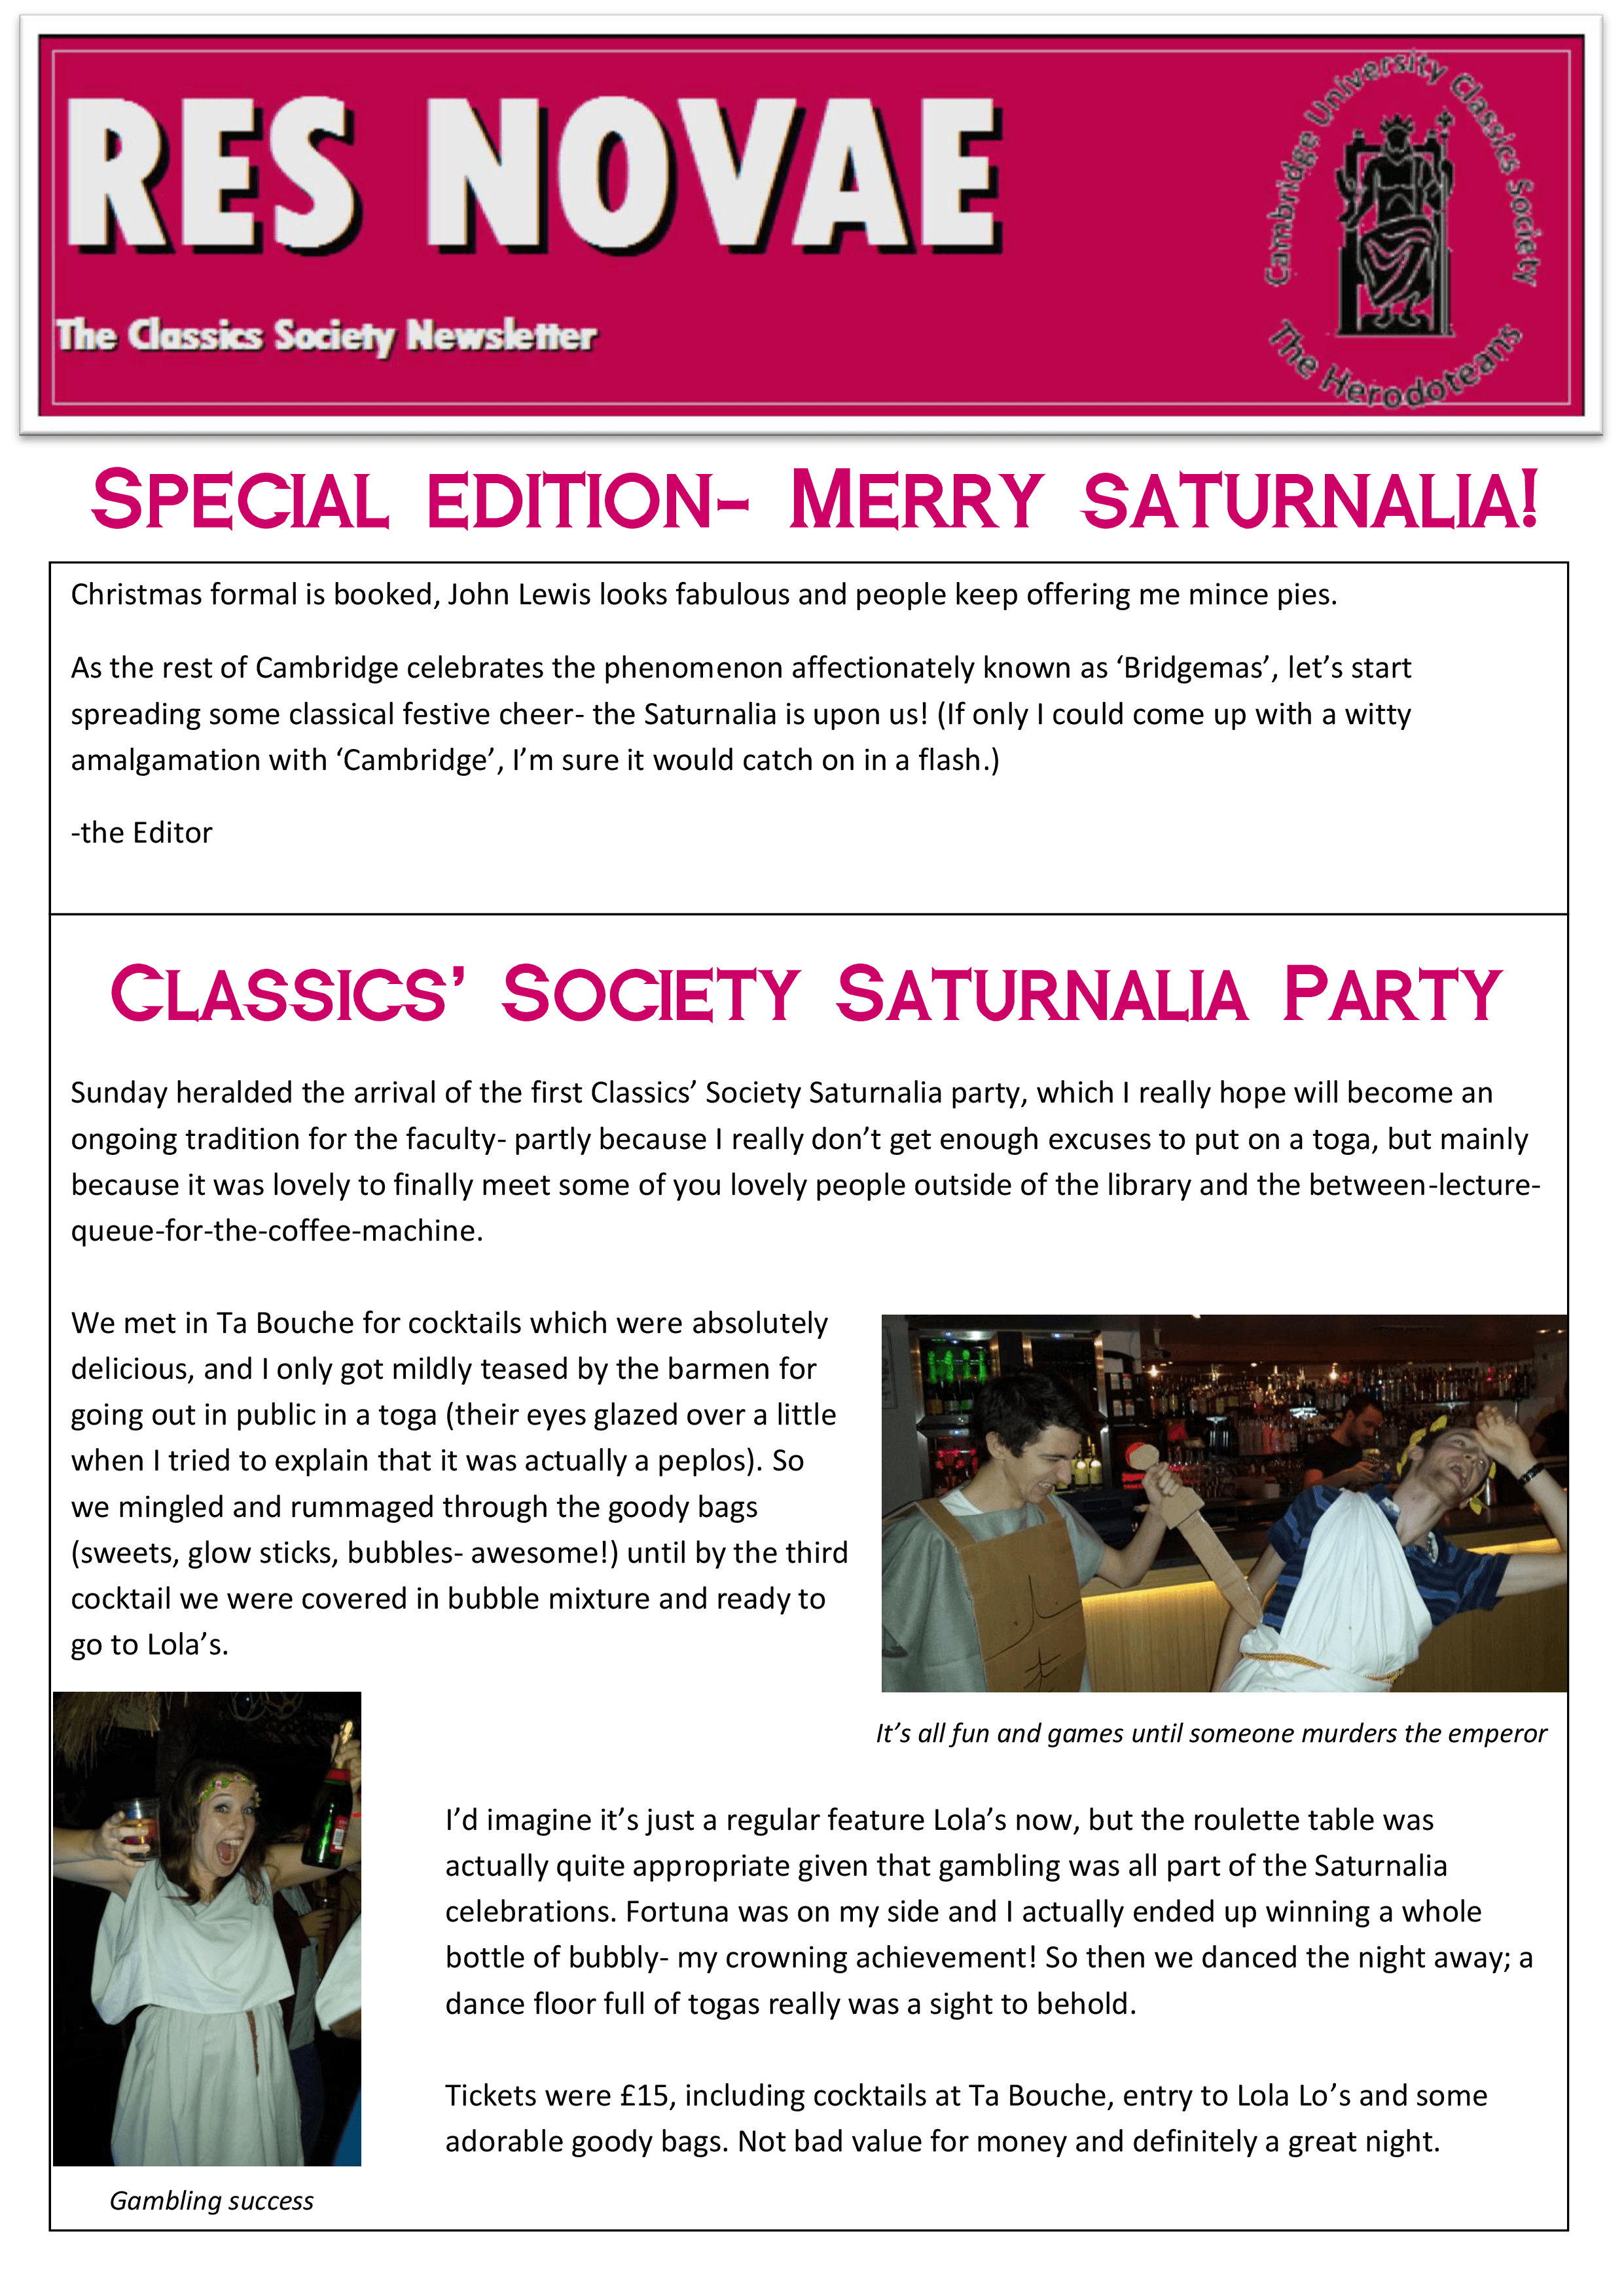 RES NOVAE
The Classics Society Newsletter
Cambridge University Classics Society
The Herodoteans
Special edition- Merry Saturnalia!
Christmas formal is booked, John Lewis looks fabulous and people keep offering me mince pies.
As the rest of Cambridge celebrates the phenomenon affectionately known as ‘Bridgemas’, let’s start
spreading some classical festive cheer- the Saturnalia is upon us! (If only I could come up with a witty
amalgamation with ‘Cambridge’, I’m sure it would catch on in a flash.)
-the Editor
Classics’ Society Saturnalia Party
Sunday heralded the arrival of the first Classics’ Society Saturnalia party, which I really hope will become an
ongoing tradition for the faculty- partly because I really don’t get enough excuses to put on a toga, but mainly
because it was lovely to finally meet some of you lovely people outside of the library and the between-lecture-
queue-for-the-coffee-machine.
We met in Ta Bouche for cocktails which were absolutely
delicious, and I only got mildly teased by the barmen for
going out in public in a toga (their eyes glazed over a little
when I tried to explain that it was actually a peplos). So
we mingled and rummaged through the goody bags
(sweets, glow sticks, bubbles- awesome!) until by the third
cocktail we were covered in bubble mixture and ready to
go to Lola’s.
It’s all fun and games until someone murders the emperor
I’d imagine it’s just a regular feature Lola’s now, but the roulette table was
actually quite appropriate given that gambling was all part of the Saturnalia
celebrations. Fortuna was on my side and I actually ended up winning a whole
bottle of bubbly- my crowning achievement! So then we danced the night away; a
dance floor full of togas really was a sight to behold.
Tickets were £15, including cocktails at Ta Bouche, entry to Lola Lo’s and some
adorable goody bags. Not bad value for money and definitely a great night.
Gambling success